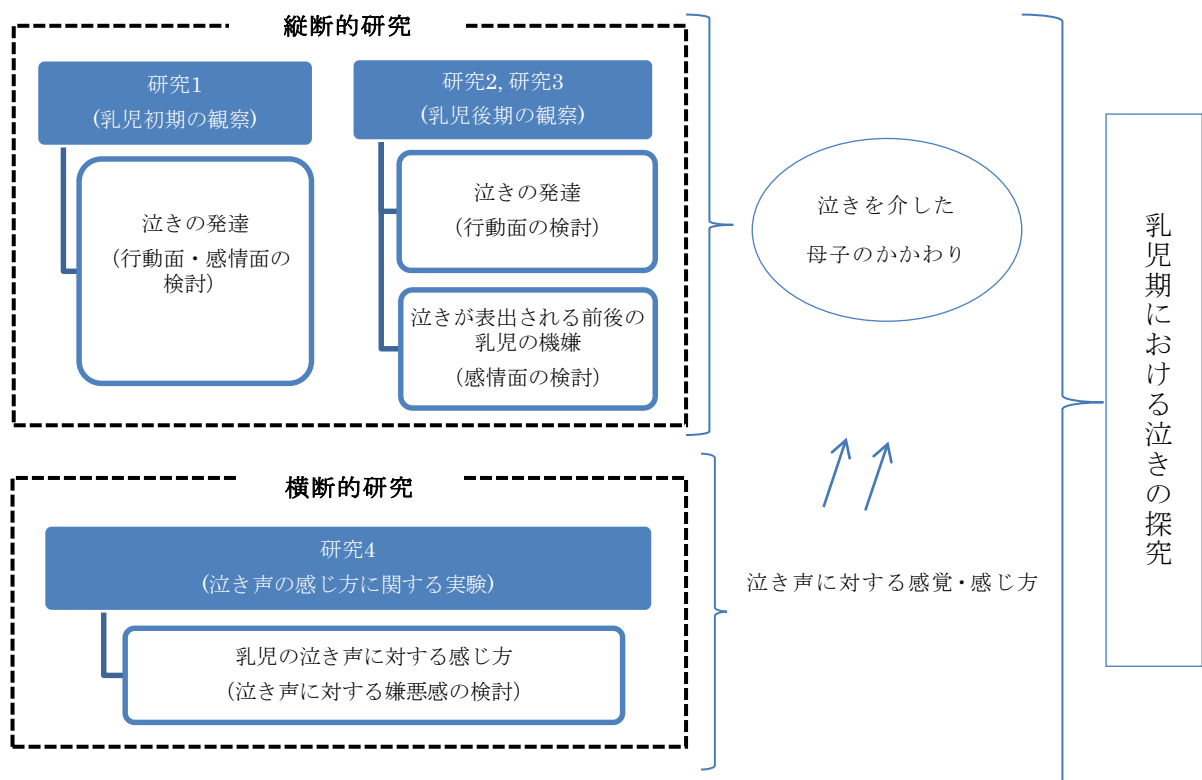 縦断的研究
研究1
(乳児初期の観察)
泣きの発達
(行動面・感情面の
検討)
研究2, 研究3
(乳児後期の観察)
泣きの発達
(行動面の検討)
泣きが表出される前後の
乳児の機嫌
(感情面の検討)
泣きを介した
母子のかかわり
横断的研究
研究4
(泣き声の感じ方に関する実験)
乳児の泣き声に対する感じ方
(泣き声に対する嫌悪感の検討)
泣き声に対する感覚・感じ方
乳児期における泣きの探究